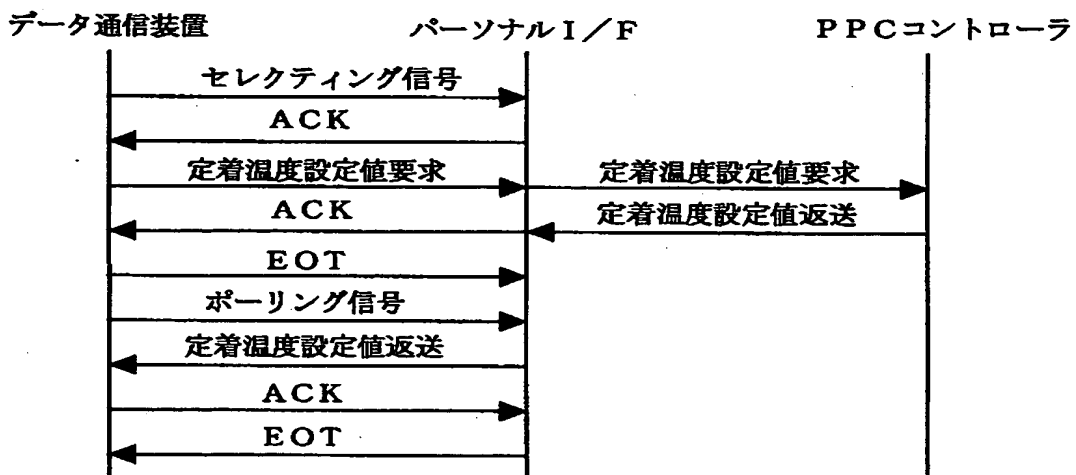 データ通信装置 パーソナルI/F PPCコントローラ
セレクティング信号
ACK
定着温度設定値要求 定着温度設定値要求
ACK 定着温度設定値返送
EOT
ポーリング信号
定着温度設定値返送
ACK
EOT